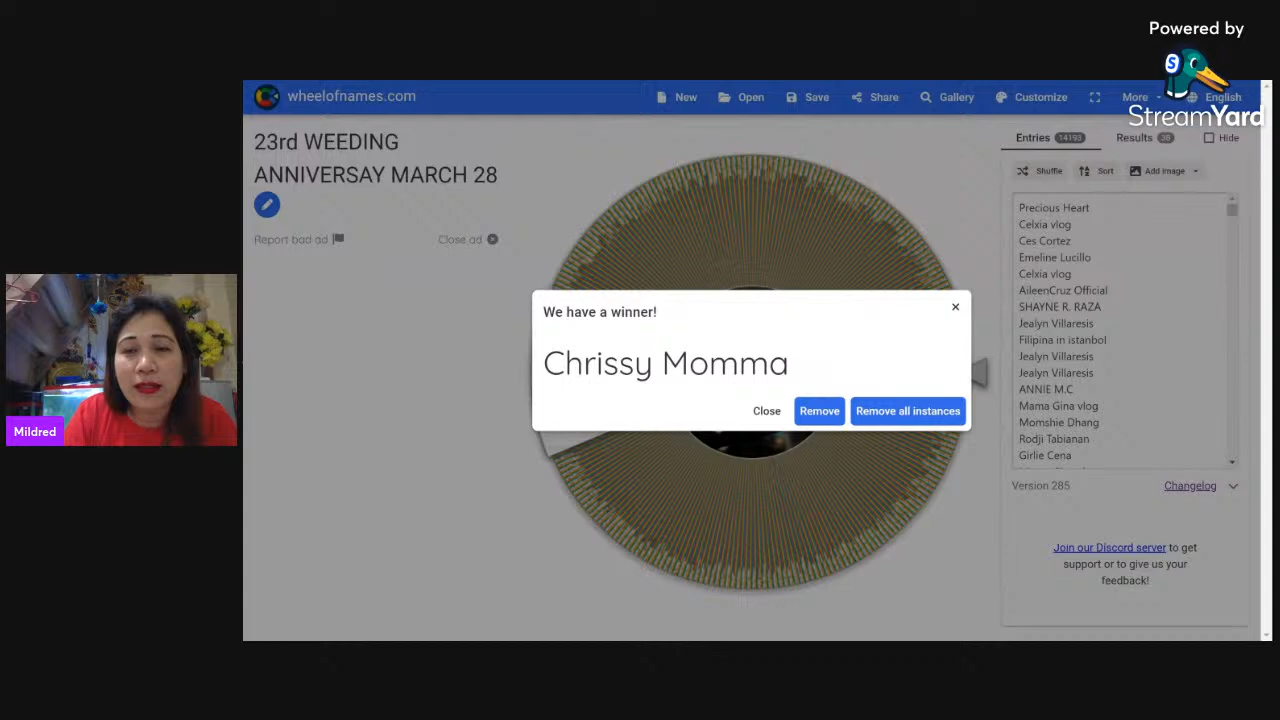 Powered by
StreamYard
wheelofnames.com
New
Open
Save
Share
Gallery
Customize
More
English
23rd WEEDING
ANNIVERSAY MARCH 28
Report bad ad
Close ad
Entries 14193
Results 38
Hide
Shuffle
Sort
Add image
Precious Heart
Celxia vlog
Ces Cortez
Emeline Lucillo
Celxia vlog
AileenCruz Official
SHAYNE R. RAZA
Jealyn Villaresis
Filipina in istanbol
Jealyn Villaresis
Jealyn Villaresis
ANNIE M.C
Mama Gina vlog
Momshie Dhang
Rodji Tabianan
Girlie Cena
We have a winner!
Chrissy Momma
Close
Remove
Remove all instances
Mildred
Version 285
Changelog
Join our Discord server to get
support or to give us your
feedback!